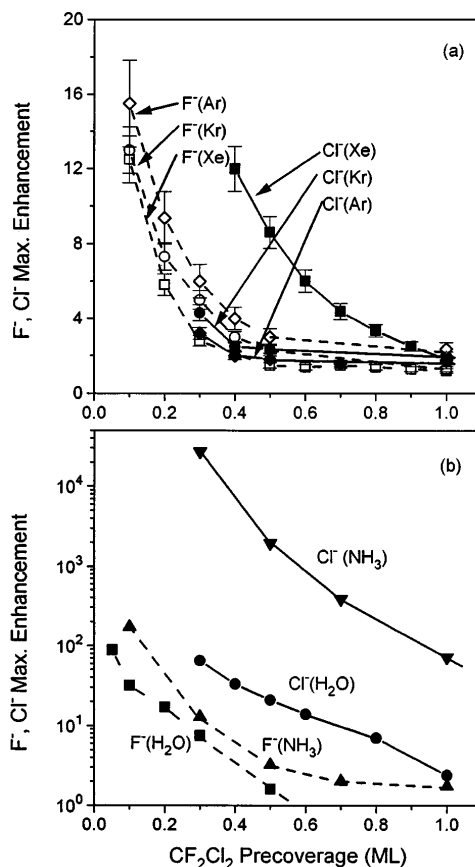 (a)
F⁻, Cl⁻ Max. Enhancement
20
16
12
8
4
0
F⁻(Ar)
F⁻(Kr)
F⁻(Xe)
Cl⁻(Xe)
Cl⁻(Kr)
Cl⁻(Ar)
0.0 0.2 0.4 0.6 0.8 1.0
(b)
F⁻, Cl⁻ Max. Enhancement
10⁴
10³
10²
10¹
10⁰
Cl⁻(NH₃)
Cl⁻(H₂O)
F⁻(H₂O)
F⁻(NH₃)
0.0 0.2 0.4 0.6 0.8 1.0
CF₂Cl₂ Precoverage (ML)